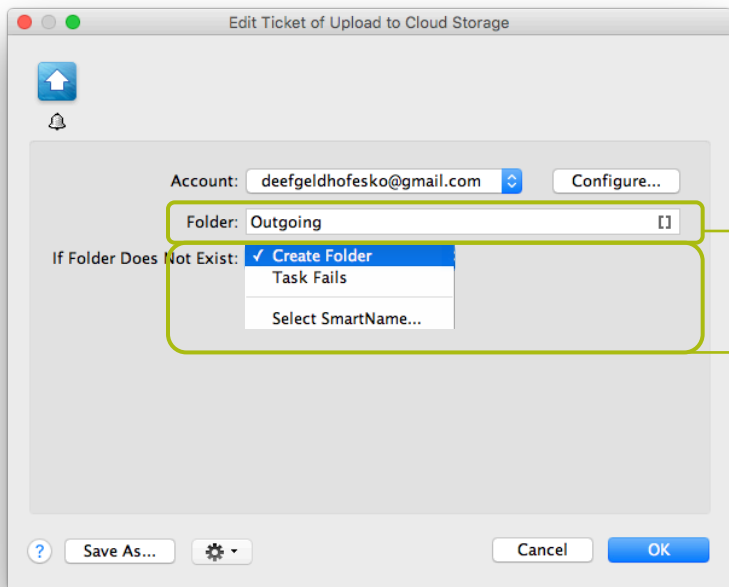 Edit Ticket of Upload to Cloud Storage
Account: deefgeldhofesko@gmail.com Configure...
Folder: Outgoing []
If Folder Does Not Exist: ✓ Create Folder
Task Fails
Select SmartName...
? Save As... Cancel OK